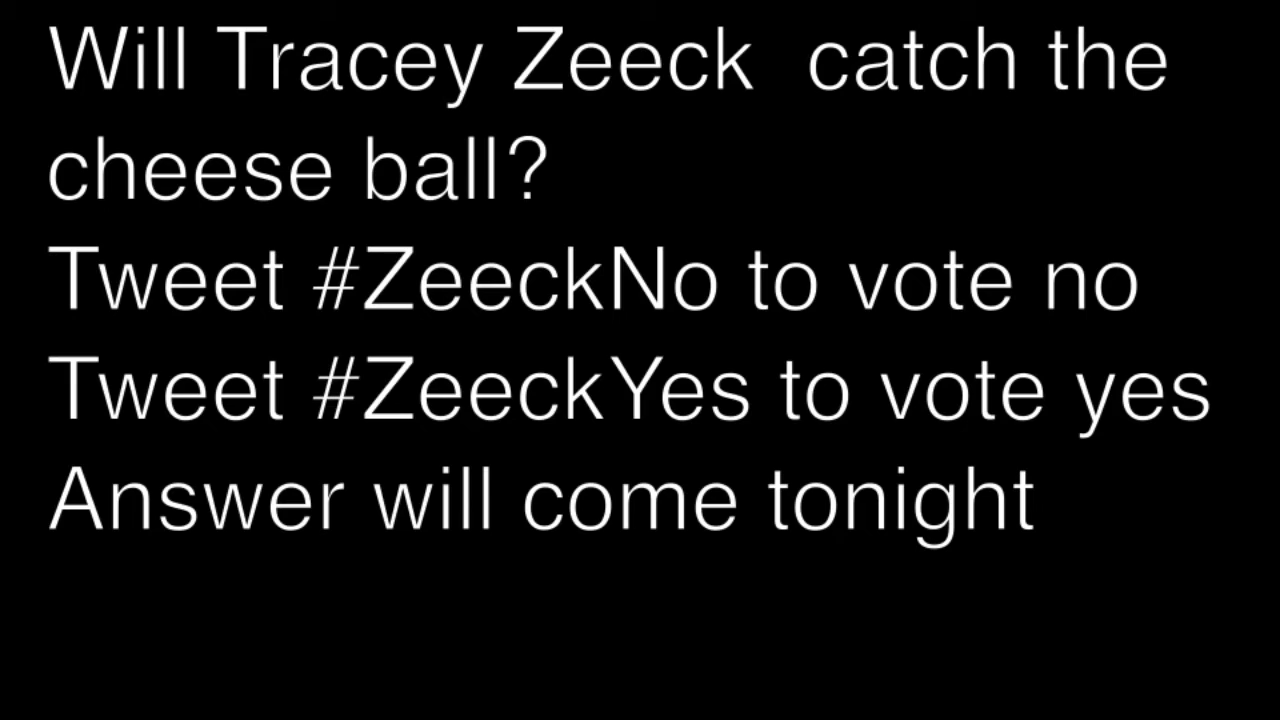 Will Tracey Zeeck  catch the
cheese ball?
Tweet #ZeeckNo to vote no
Tweet #ZeeckYes to vote yes
Answer will come tonight